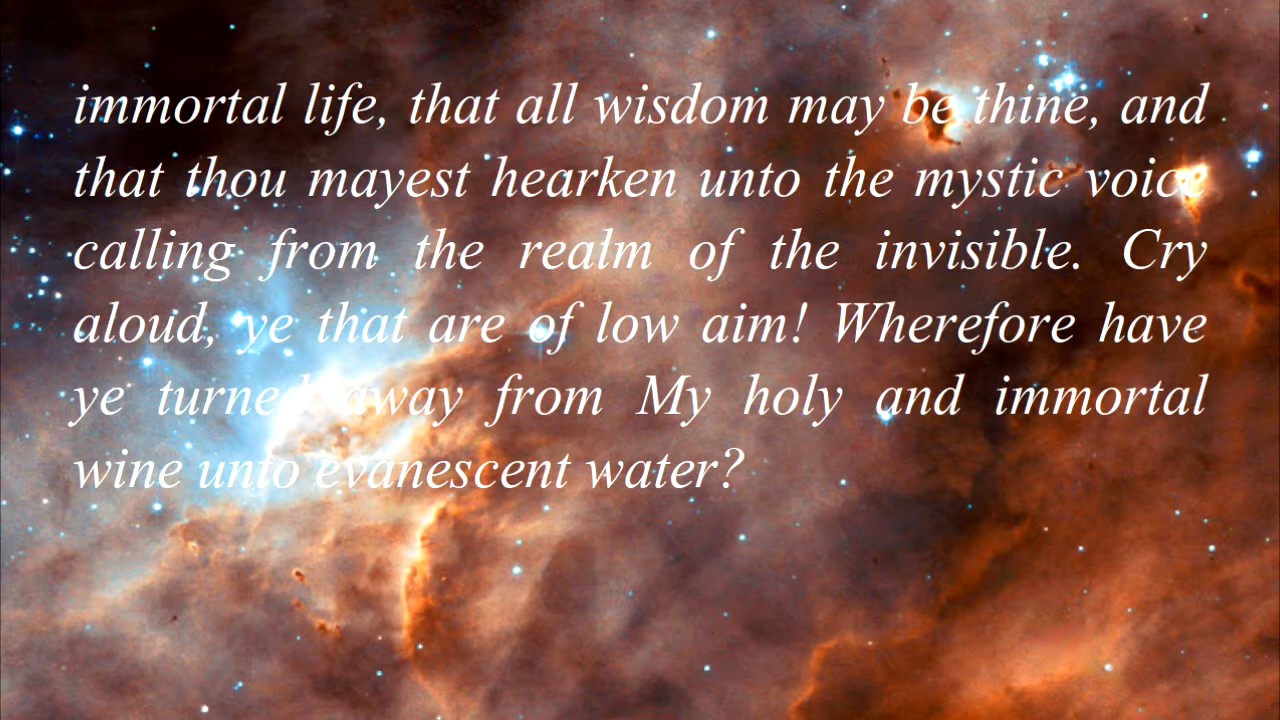 immortal life, that all wisdom may be thine, and
that thou mayest hearken unto the mystic voice
calling from the realm of the invisible. Cry
aloud, ye that are of low aim! Wherefore have
ye turned away from My holy and immortal
wine unto evanescent water?